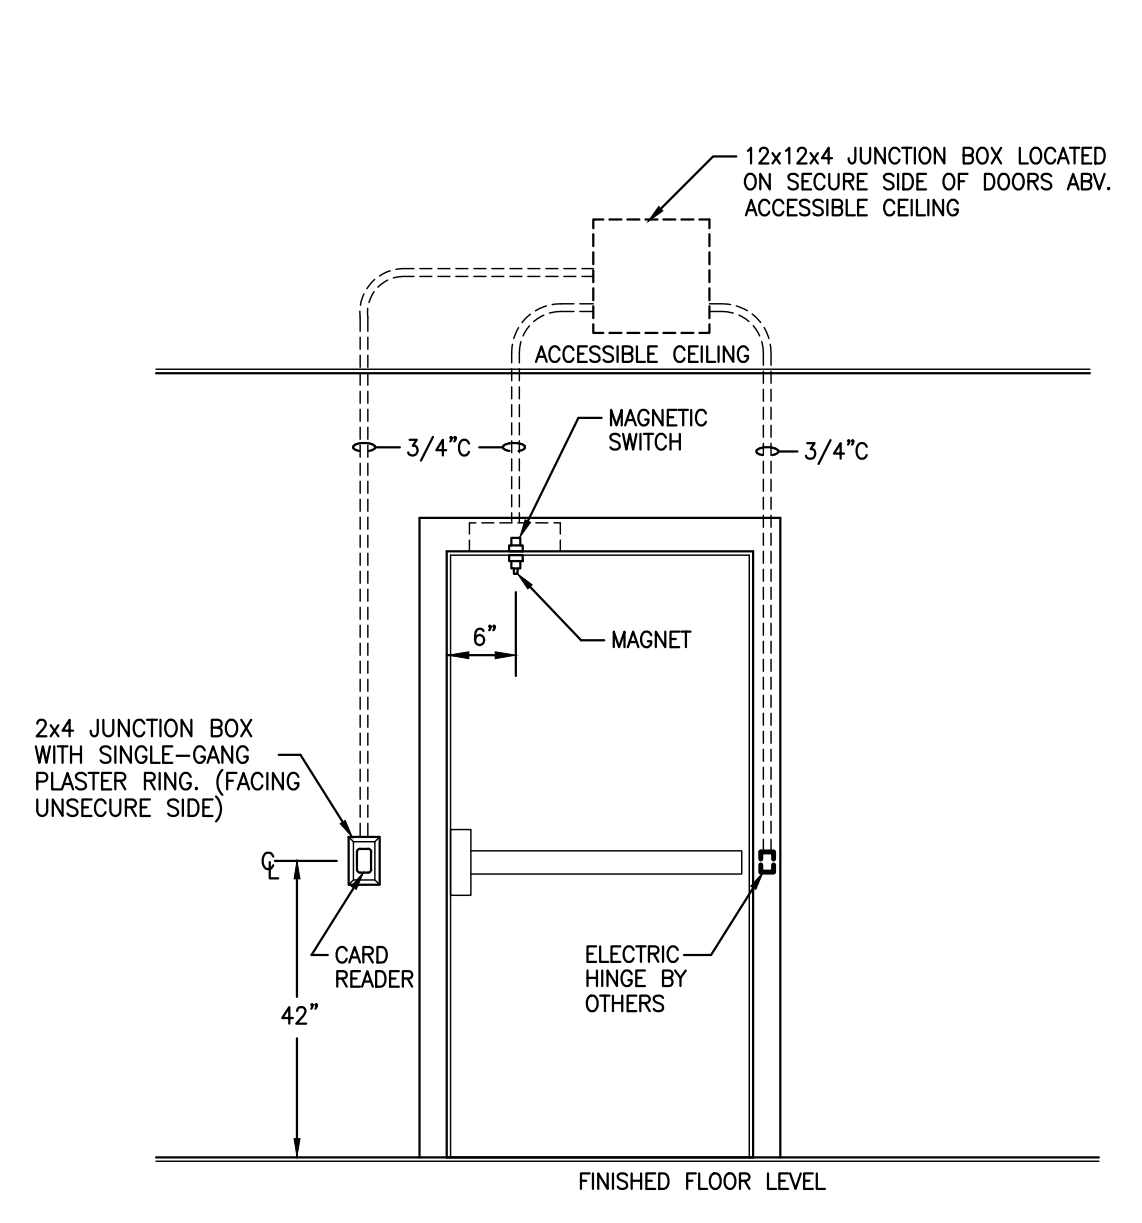 12x12x4 JUNCTION BOX LOCATED
ON SECURE SIDE OF DOORS ABV.
ACCESSIBLE CEILING
ACCESSIBLE CEILING
MAGNETIC
SWITCH
3/4"C
3/4"C
6"
MAGNET
2x4 JUNCTION BOX
WITH SINGLE-GANG
PLASTER RING. (FACING
UNSECURE SIDE)
CL
CARD
READER
ELECTRIC
HINGE BY
OTHERS
42"
FINISHED FLOOR LEVEL